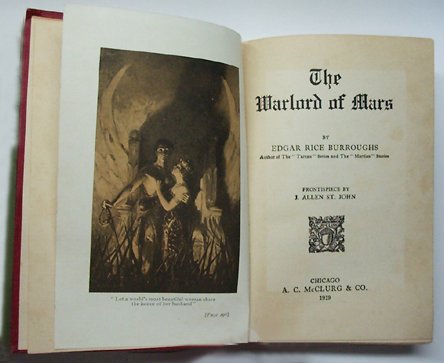 "Let a world's most beautiful woman share
the honor of her husband"
[Page
The
Warlord of Mars
BY
EDGAR RICE BURROUGHS
Author of The "Tarzan" Series and The "Martian" Stories
FRONTISPIECE BY
J. ALLEN ST. JOHN
CHICAGO
A. C. McCLURG & CO.
1919